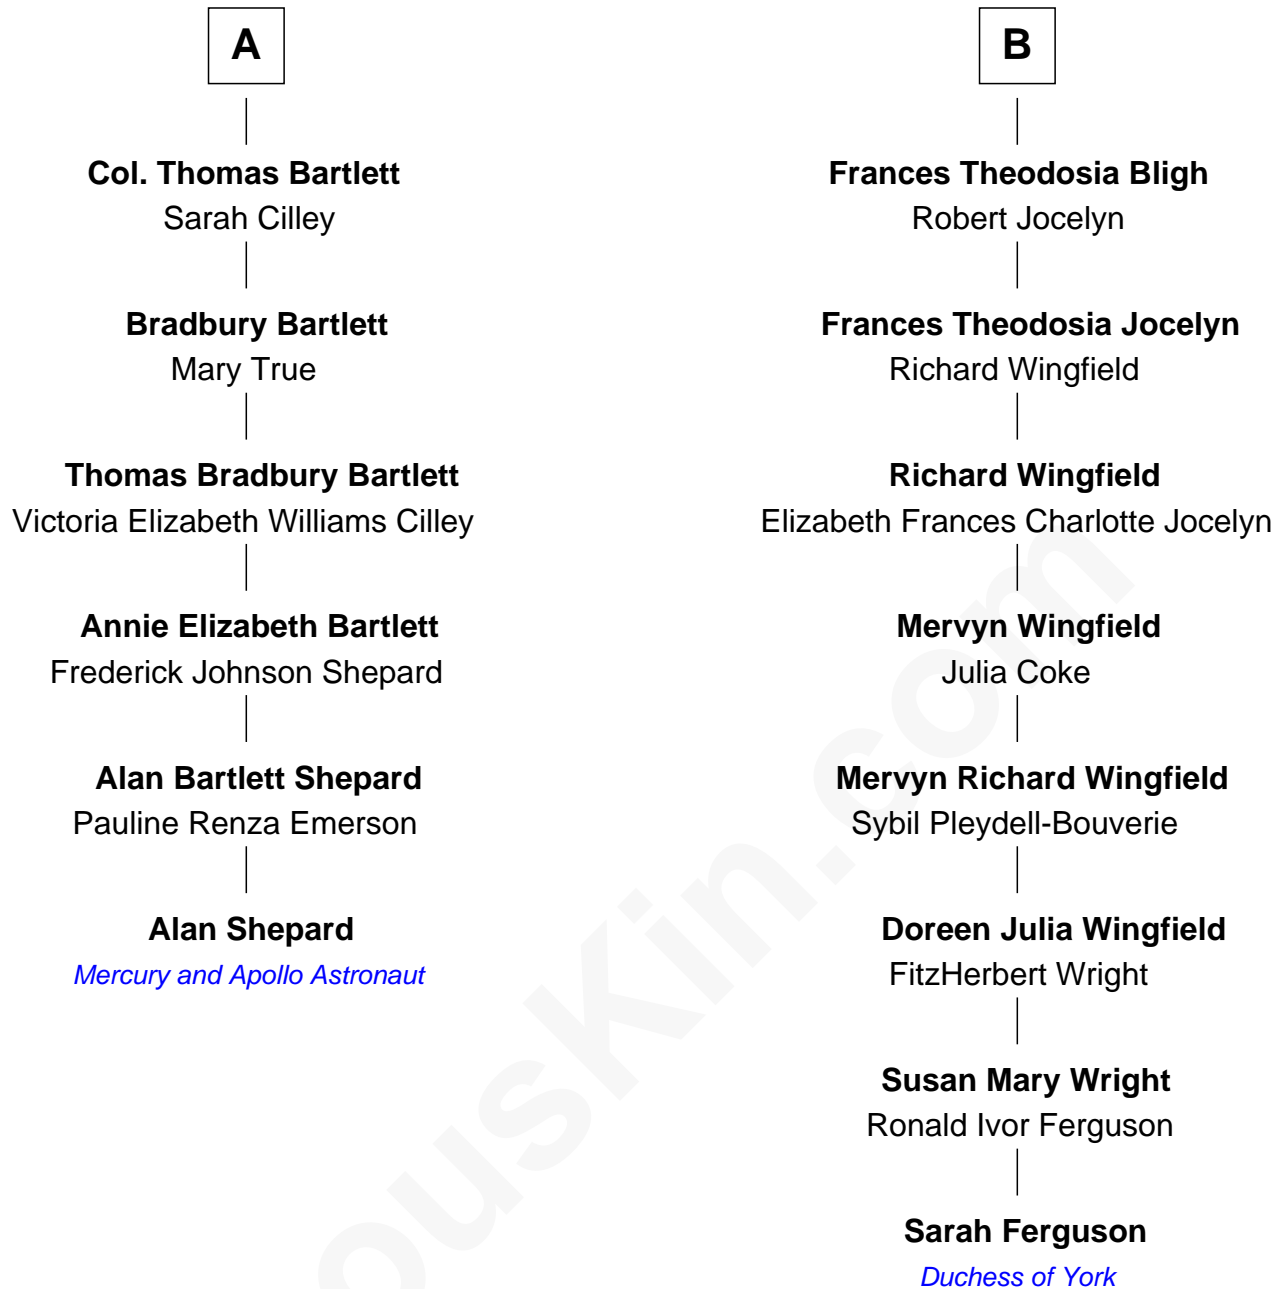 A
Col. Thomas Bartlett
Sarah Cilley
Bradbury Bartlett
Mary True
Thomas Bradbury Bartlett
Victoria Elizabeth Williams Cilley
Annie Elizabeth Bartlett
Frederick Johnson Shepard
Alan Bartlett Shepard
Pauline Renza Emerson
Alan Shepard
Mercury and Apollo Astronaut
B
Frances Theodosia Bligh
Robert Jocelyn
Frances Theodosia Jocelyn
Richard Wingfield
Richard Wingfield
Elizabeth Frances Charlotte Jocelyn
Mervyn Wingfield
Julia Coke
Mervyn Richard Wingfield
Sybil Pleydell-Bouverie
Doreen Julia Wingfield
FitzHerbert Wright
Susan Mary Wright
Ronald Ivor Ferguson
Sarah Ferguson
Duchess of York
ousKin.com